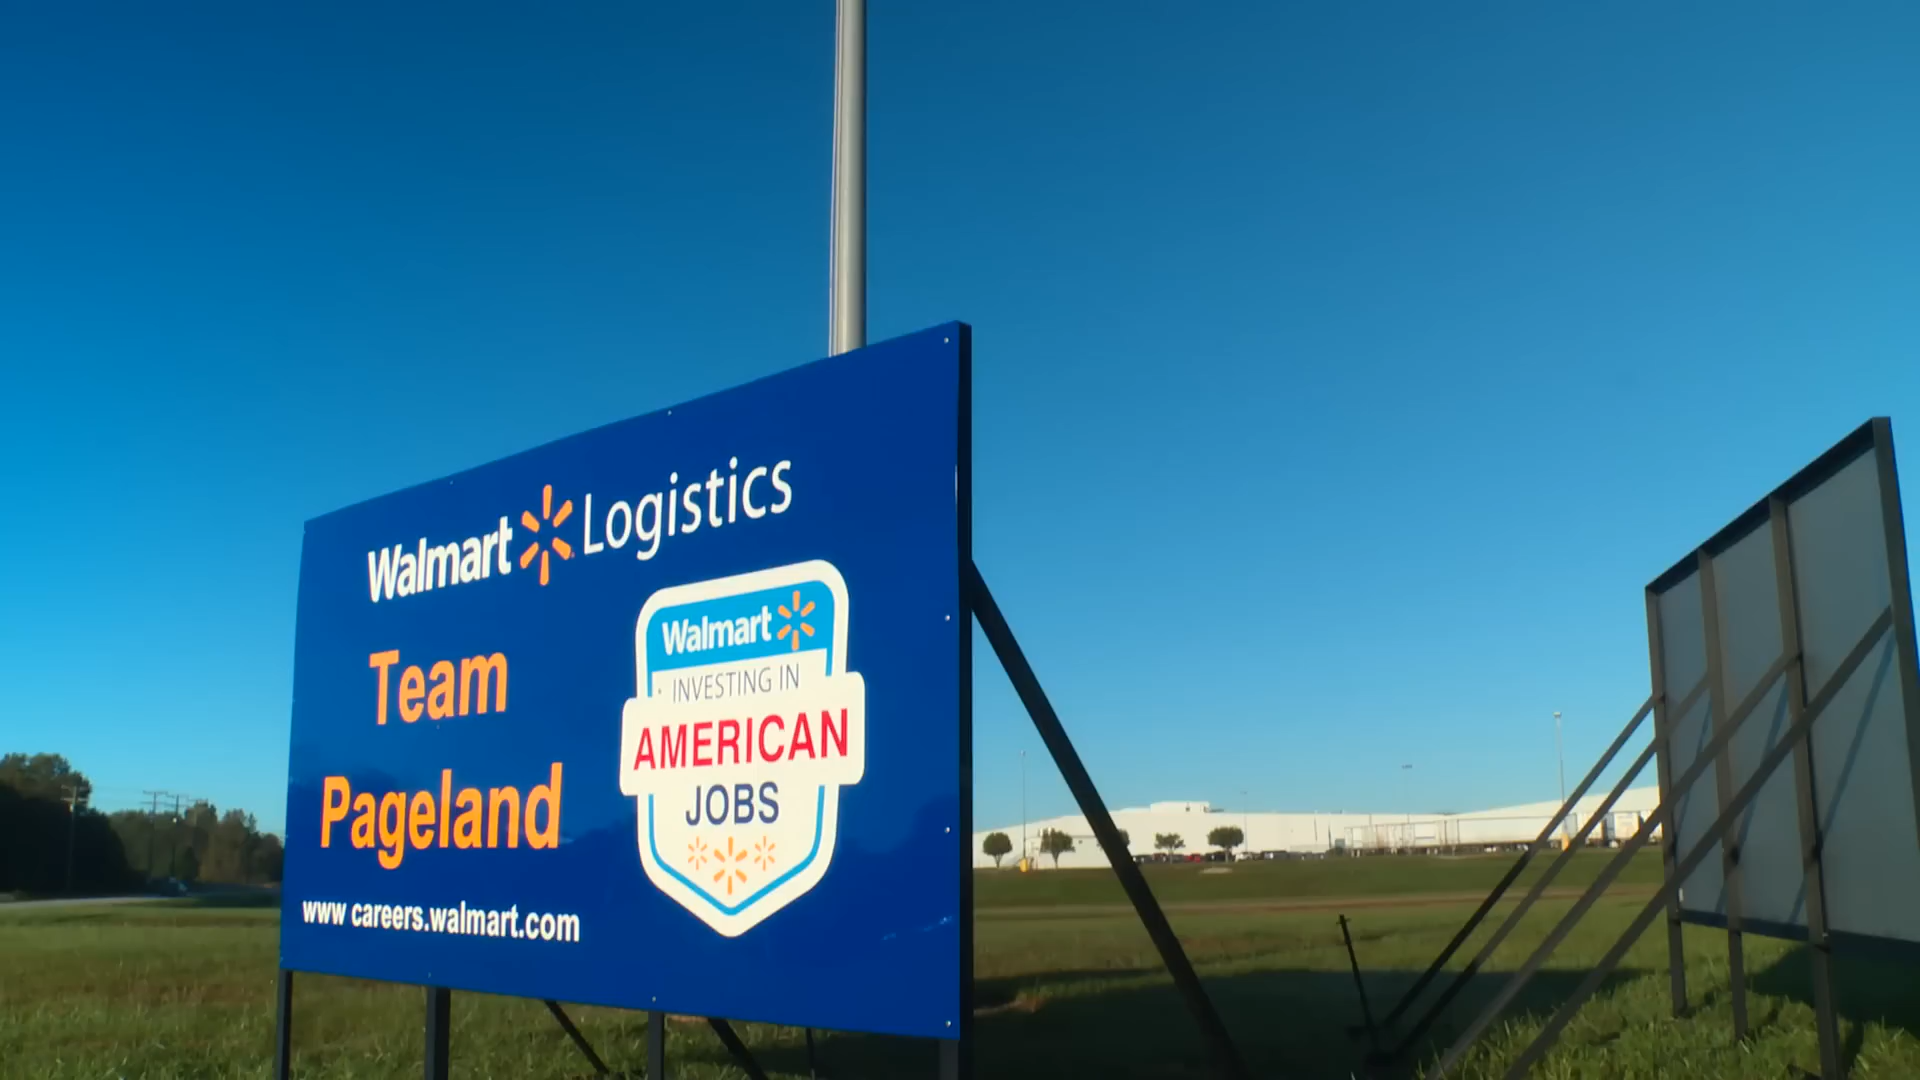 Walmart Logistics
Team
Pageland
www careers.walmart.com
Walmart
INVESTING IN
AMERICAN
JOBS